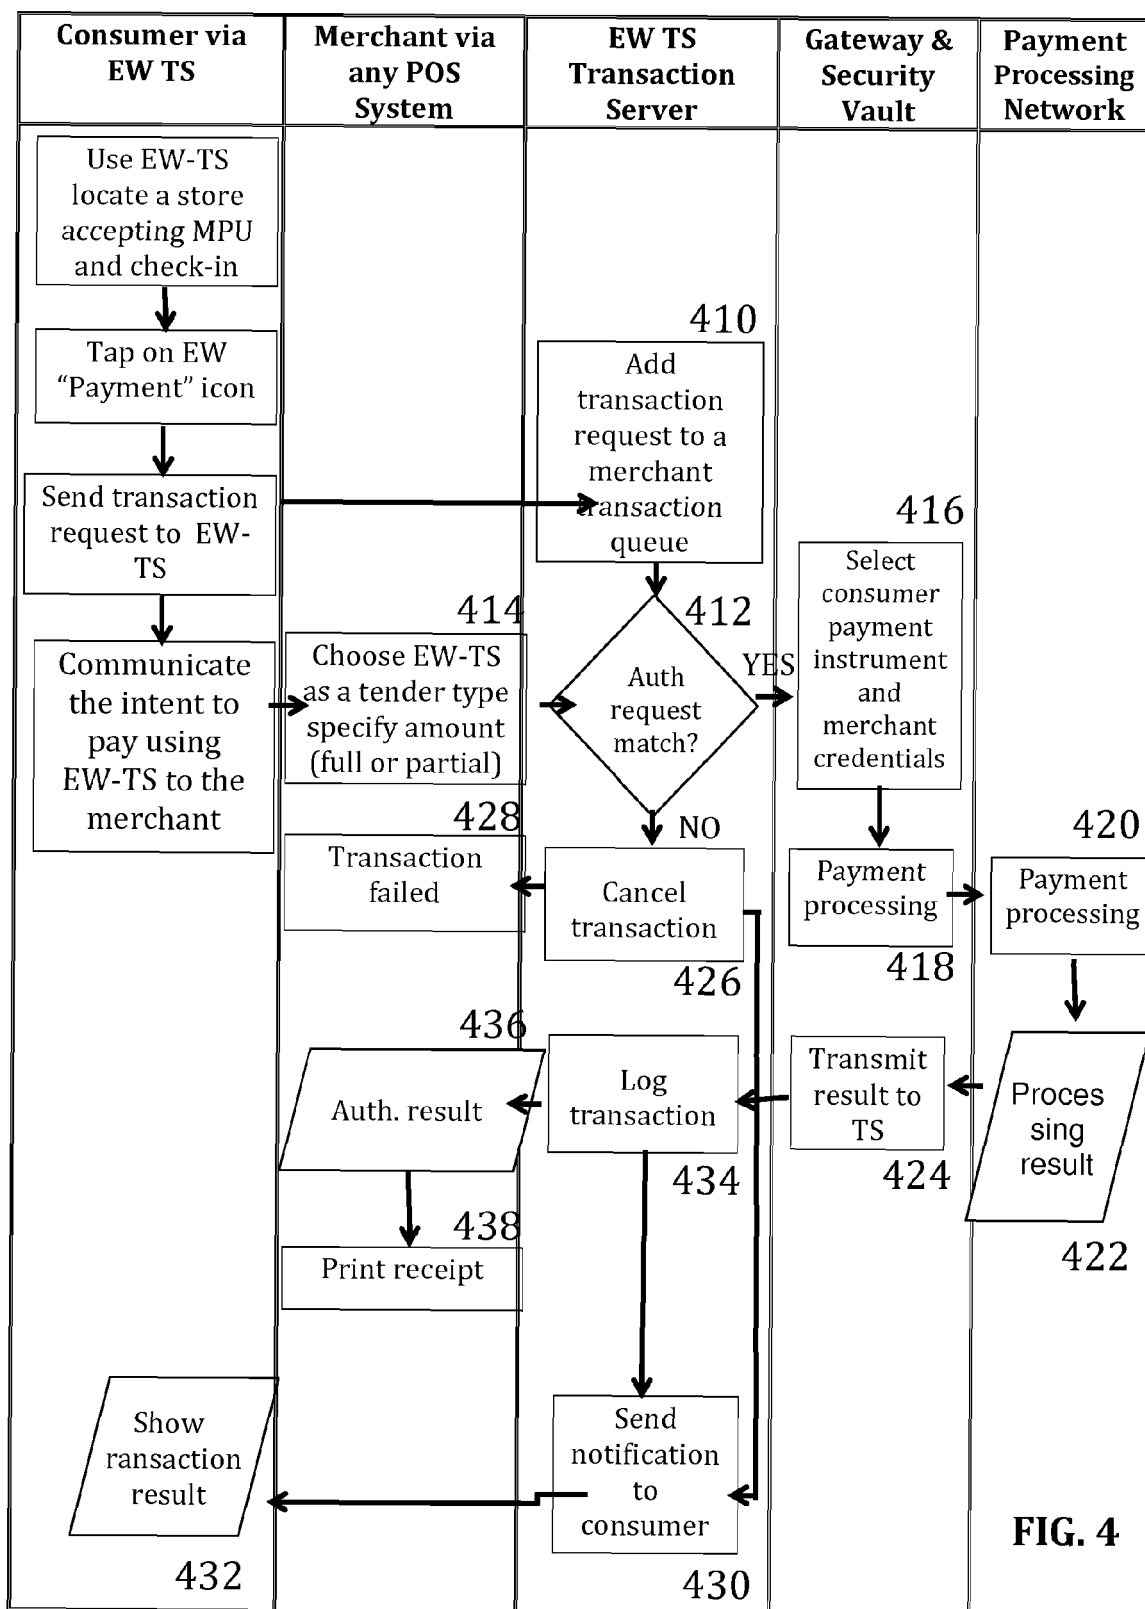 Consumer via
EW TS
Merchant via
any POS
System
EW TS
Transaction
Server
Gateway &
Security
Vault
Payment
Processing
Network
Use EW-TS
locate a store
accepting MPU
and check-in
Tap on EW
“Payment” icon
Send transaction
request to EW-
TS
Communicate
the intent to
pay using
EW-TS to the
merchant
410
Add
transaction
request to a
merchant
transaction
queue
414
Choose EW-TS
as a tender type
specify amount
(full or partial)
412
Auth
request
match?
YES
NO
416
Select
consumer
payment
instrument
and
merchant
credentials
428
Transaction
failed
Cancel
transaction
426
Payment
processing
418
420
Payment
processing
436
Auth. result
Log
transaction
434
Transmit
result to
TS
424
Proces
sing
result
422
438
Print receipt
Show
ransaction
result
432
Send
notification
to
consumer
430
FIG. 4